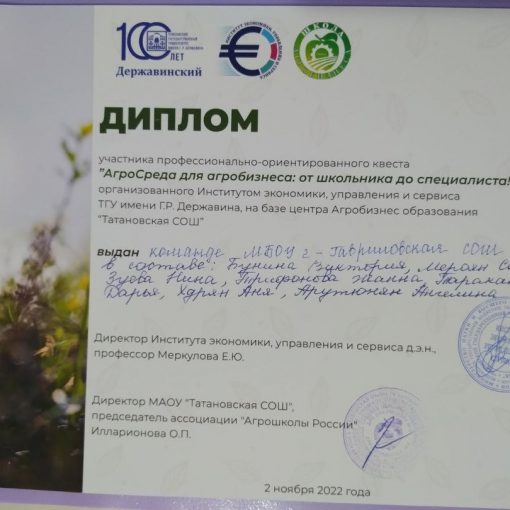 100 ЛЕТ
Державинский
ШКОЛА
ДИПЛОМ
участника профессионально-ориентированного квеста
"АгроСреда для агробизнеса: от школьника до специалиста!
организованного Институтом экономики, управления и сервиса
ТГУ имени Г.Р. Державина, на базе центра Агробизнес образования
"Татановская СОШ"
выдан команде МБОУ 2-Гавриловская СОШ
в составе: Бунина Виктория, Мероян
Зуева Нина, Трифонова Жанна,
Дарья, Хдрян Аня, Арутюнян Ангелина
Директор Института экономики, управления и сервиса д.э.н.,
профессор Меркулова Е.Ю.
Директор МАОУ "Татановская СОШ",
председатель ассоциации "Агрошколы России"
Илларионова О.П.
2 ноября 2022 года